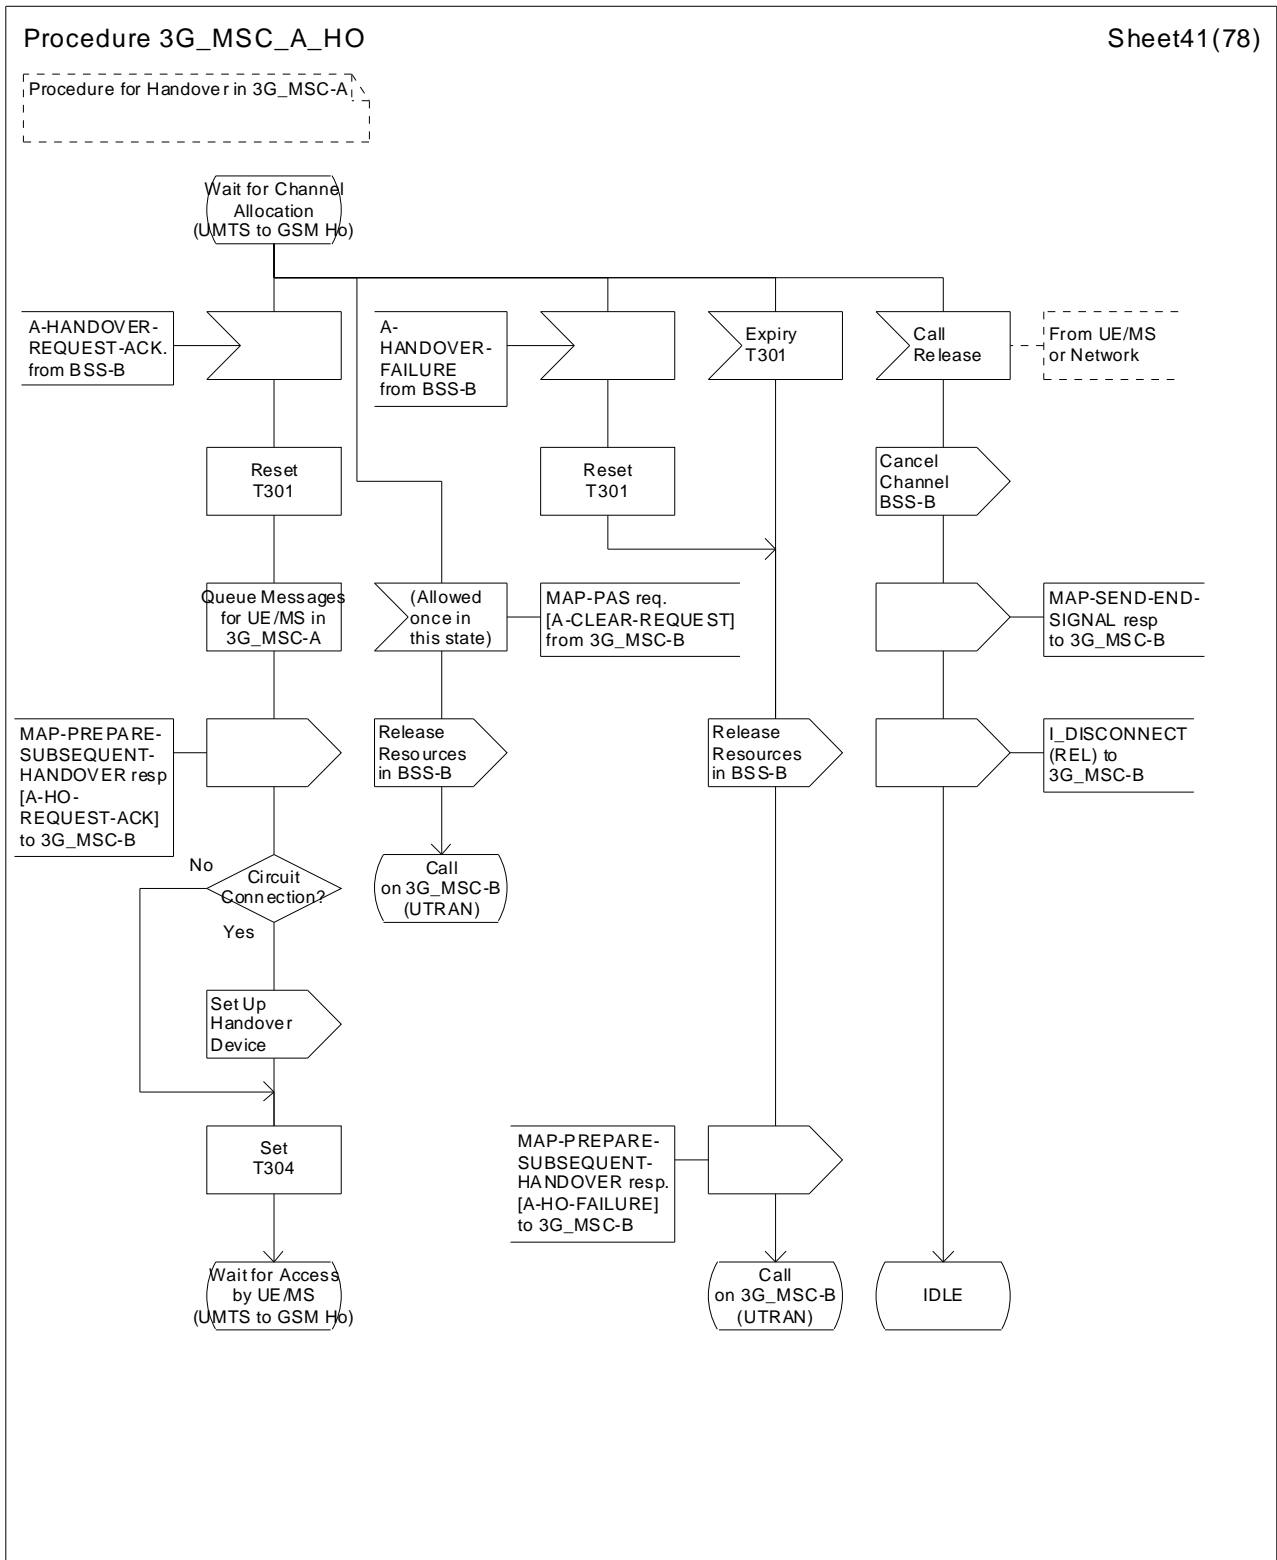 Procedure 3G_MSC_A_HO
Sheet41(78)
Procedure for Handover in 3G_MSC-A
Wait for Channel
Allocation
(UMTS to GSM Ho)
A-HANDOVER-
REQUEST-ACK.
from BSS-B
A-
HANDOVER-
FAILURE
from BSS-B
Expiry
T301
Call
Release
From UE/MS
or Network
Reset
T301
Reset
T301
Cancel
Channel
BSS-B
Queue Messages
for UE/MS in
3G_MSC-A
(Allowed
once in
this state)
MAP-PAS req.
[A-CLEAR-REQUEST]
from 3G_MSC-B
MAP-SEND-END-
SIGNAL resp
to 3G_MSC-B
MAP-PREPARE-
SUBSEQUENT-
HANDOVER resp
[A-HO-
REQUEST-ACK]
to 3G_MSC-B
Release
Resources
in BSS-B
Release
Resources
in BSS-B
I_DISCONNECT
(REL) to
3G_MSC-B
No
Circuit
Connection?
Yes
Call
on 3G_MSC-B
(UTRAN)
Set Up
Handover
Device
Set
T304
MAP-PREPARE-
SUBSEQUENT-
HANDOVER resp.
[A-HO-FAILURE]
to 3G_MSC-B
Wait for Access
by UE/MS
(UMTS to GSM Ho)
Call
on 3G_MSC-B
(UTRAN)
IDLE